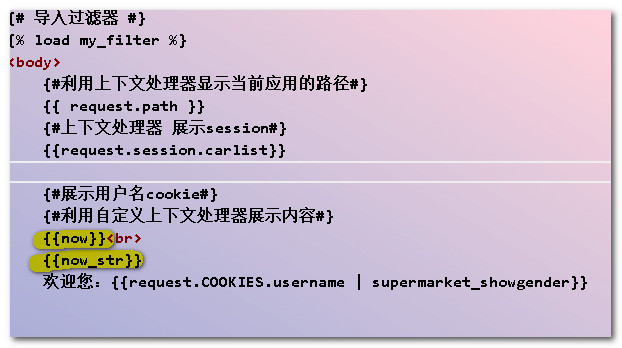 {# 导入过滤器 #}
{% load my_filter %}
<body>
{#利用上下文处理器显示当前应用的路径#}
{{ request.path }}
{#上下文处理器 展示session#}
{{request.session.carlist}}
{#展示用户名cookie#}
{#利用自定义上下文处理器展示内容#}
{{now}}<br>
{{now_str}}
欢迎您：{{request.COOKIES.username | supermarket_showgender}}